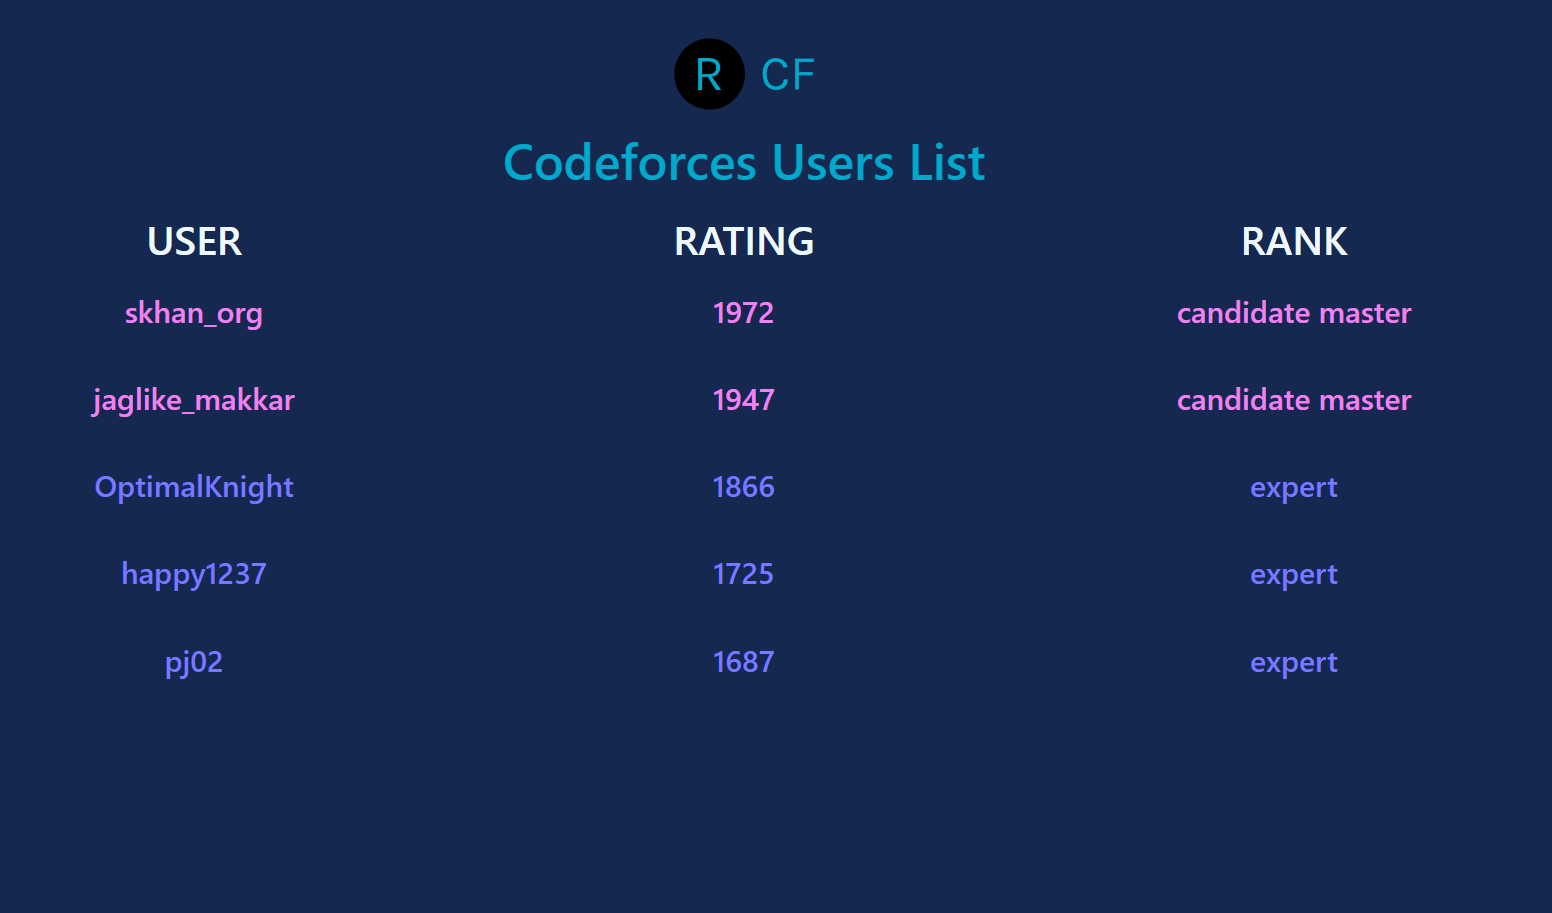 R CF
Codeforces Users List
USER RATING RANK
skhan_org 1972 candidate master
jaglike_makkar 1947 candidate master
OptimalKnight 1866 expert
happy1237 1725 expert
pj02 1687 expert